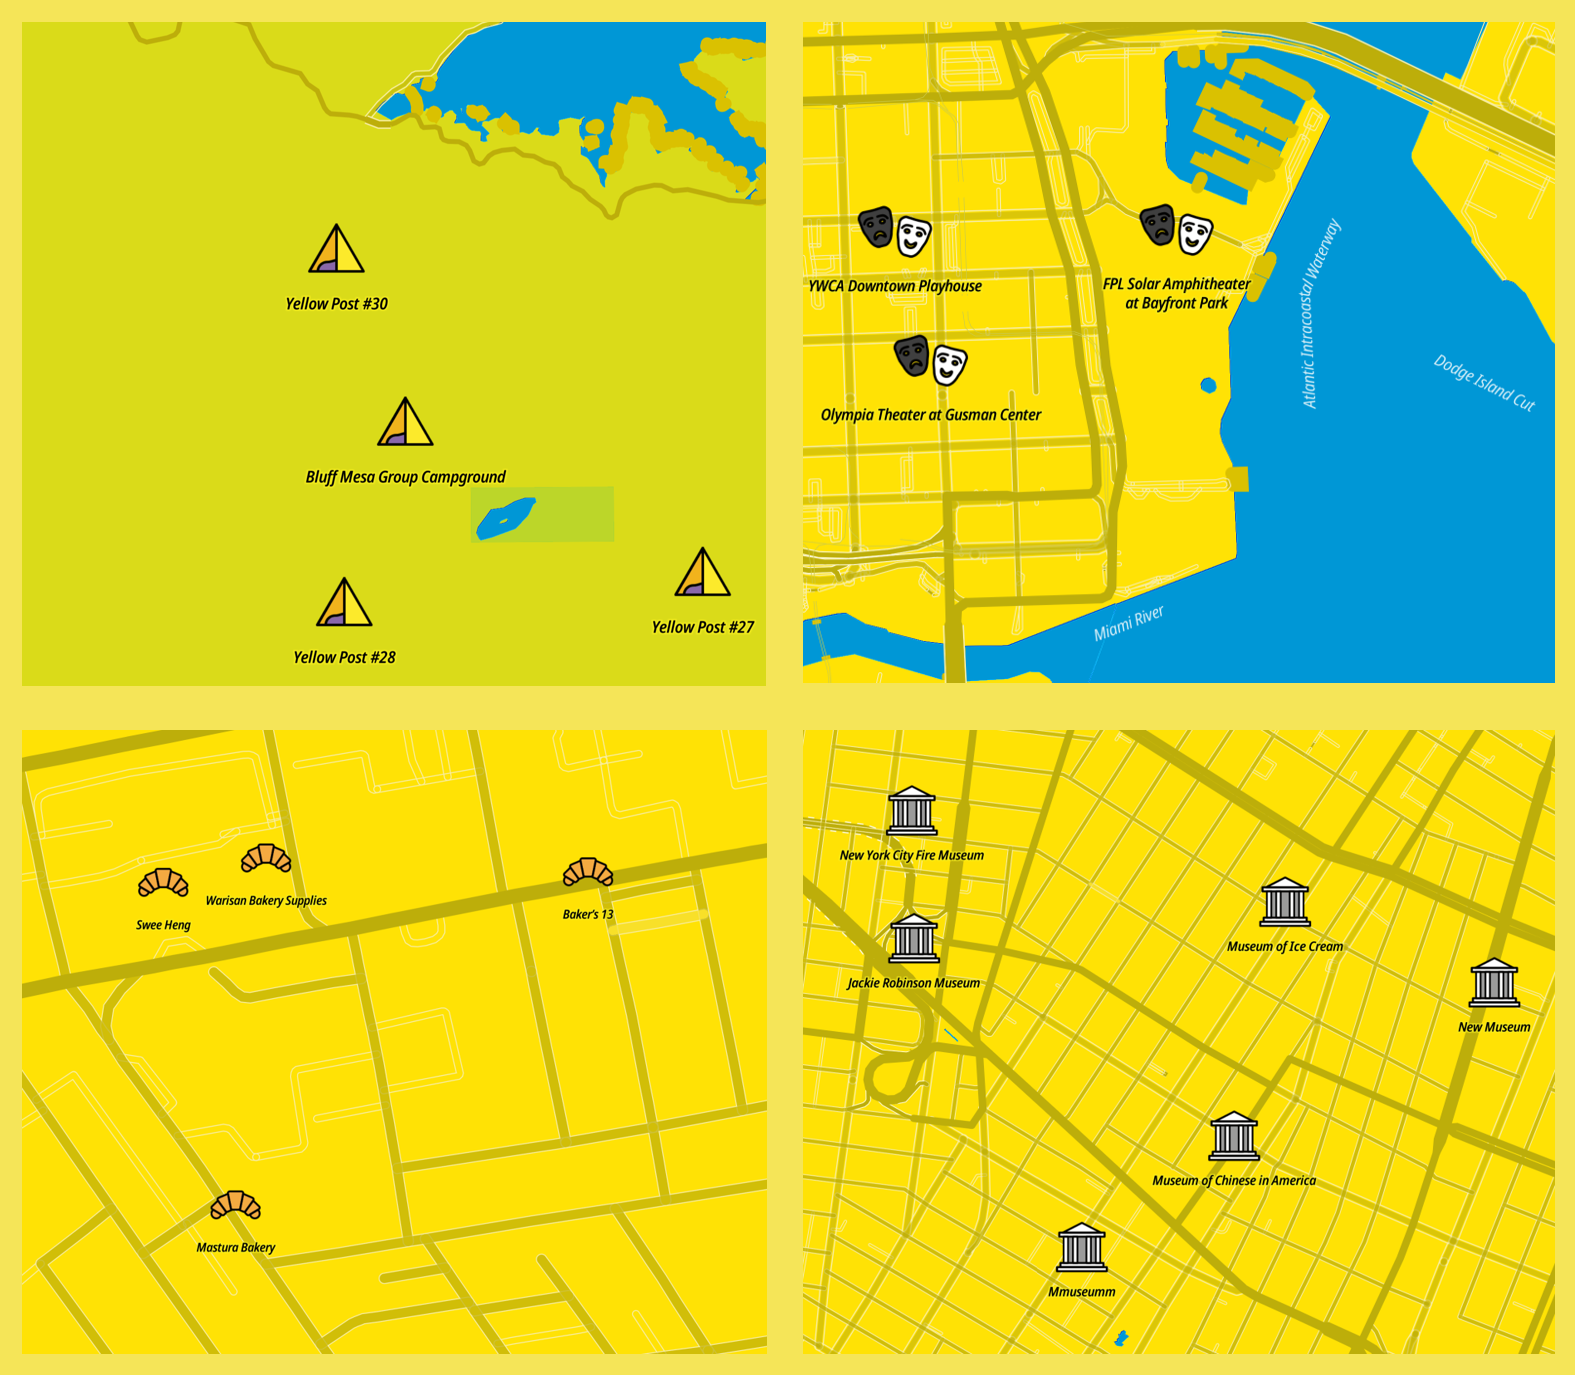 Yellow Post #30
Bluff Mesa Group Campground
Yellow Post #27
Yellow Post #28
YWCA Downtown Playhouse
FPL Solar Amphitheater
at Bayfront Park
Olympia Theater at Gusman Center
Atlantic Intracoastal Waterway
Dodge Island Cut
Miami River
Swee Heng
Warisan Bakery Supplies
Baker's 13
Mastura Bakery
New York City Fire Museum
Jackie Robinson Museum
Museum of Ice Cream
New Museum
Museum of Chinese in America
Mmuseumm